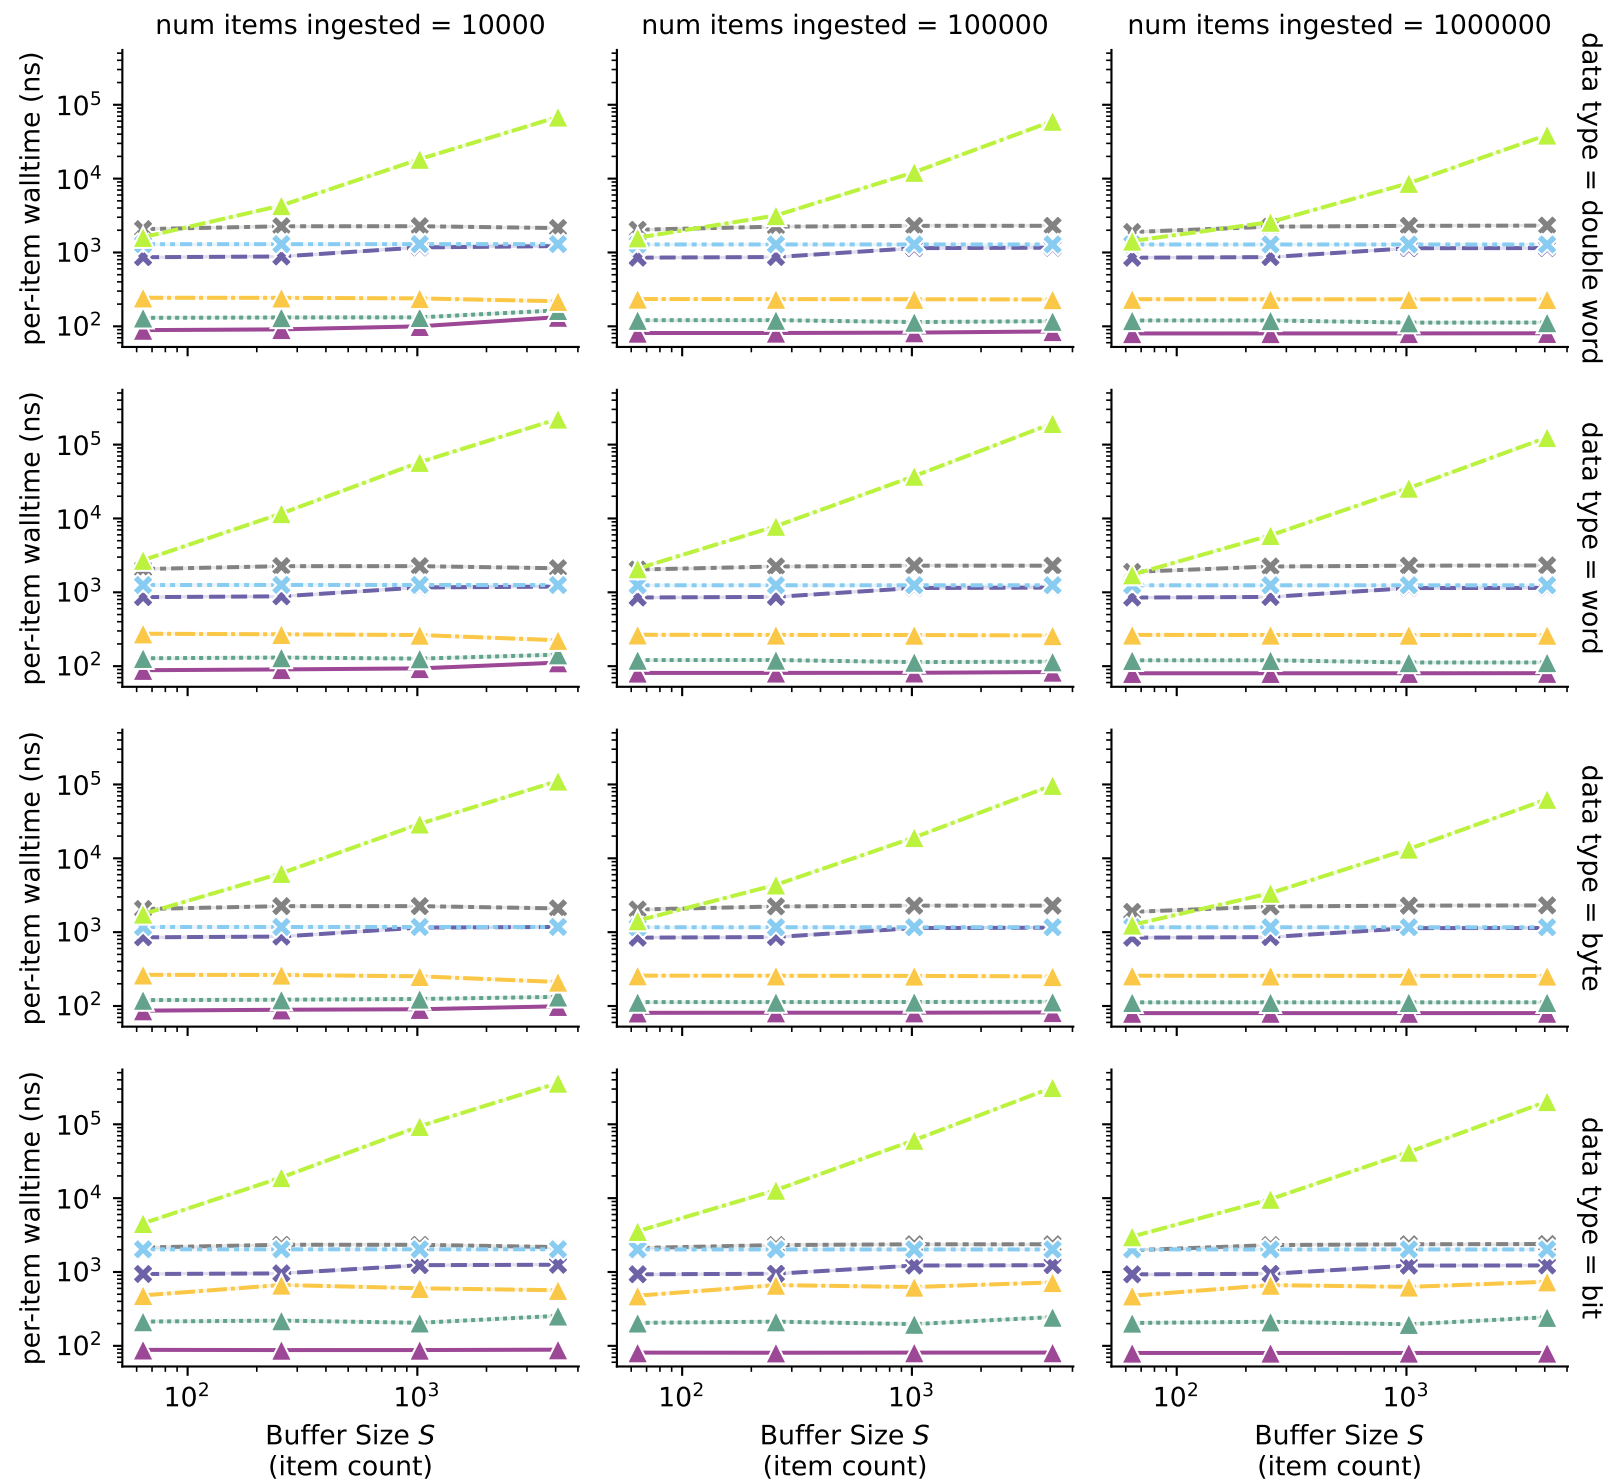 num items ingested = 10000
num items ingested = 100000
num items ingested = 1000000
per-item walltime (ns)
10^5
10^4
10^3
10^2
data type = double word
per-item walltime (ns)
10^5
10^4
10^3
10^2
data type = word
per-item walltime (ns)
10^5
10^4
10^3
10^2
data type = byte
per-item walltime (ns)
10^5
10^4
10^3
10^2
data type = bit
10^2
10^3
10^2
10^3
10^2
10^3
Buffer Size S
(item count)
Buffer Size S
(item count)
Buffer Size S
(item count)